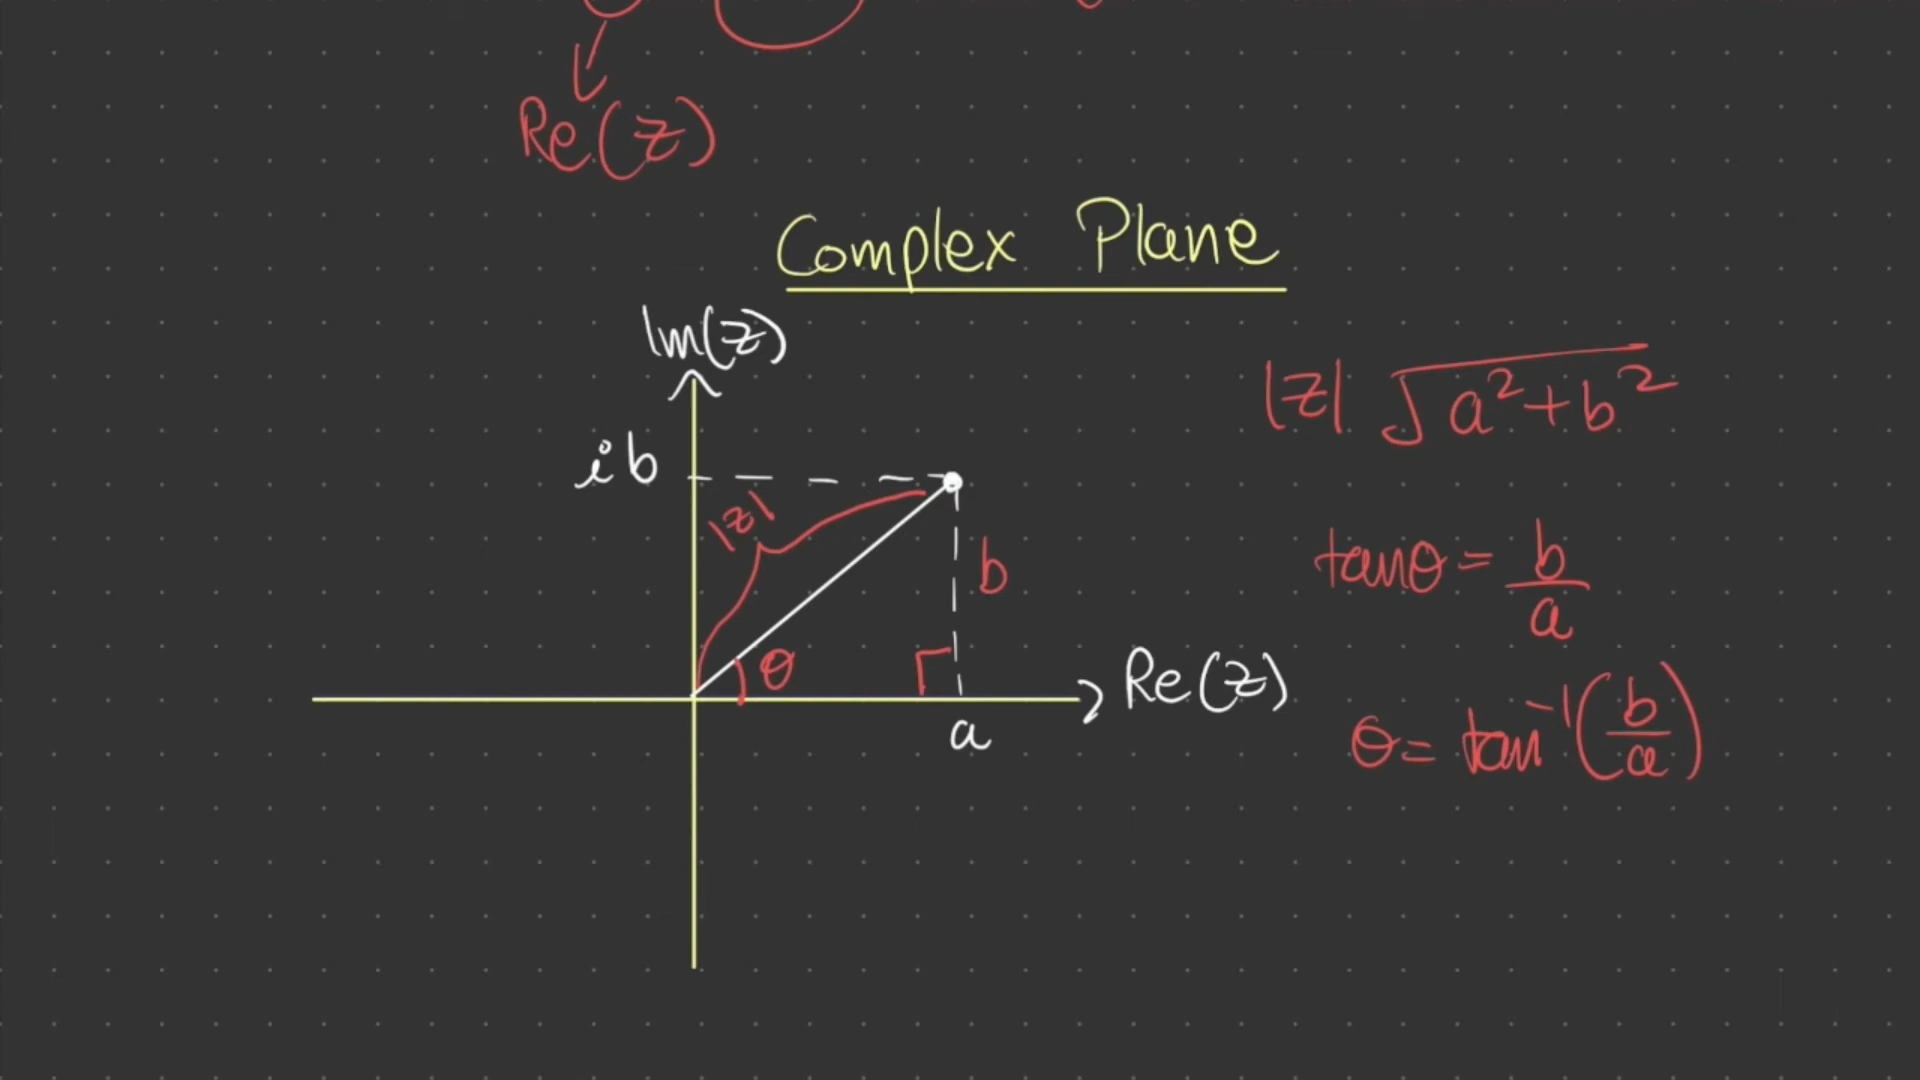 Re(z)
Complex Plane
Im(z)
|z| √a²+b²
ib
|z|
b
tanθ = b/a
θ
Re(z)
a
θ = tan⁻¹(b/a)